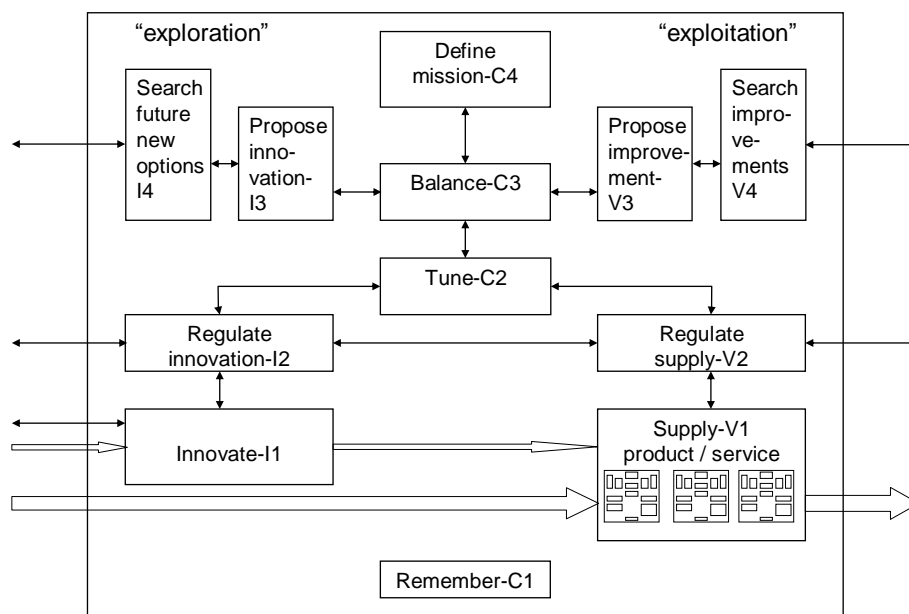 “exploration”
“exploitation”
Define
mission-C4
Search
future
new
options
I4
Propose
inno-
vation-
I3
Balance-C3
Propose
improve-
ment-
V3
Search
impro-
ve-
ments
V4
Tune-C2
Regulate
innovation-I2
Regulate
supply-V2
Innovate-I1
Supply-V1
product / service
Remember-C1